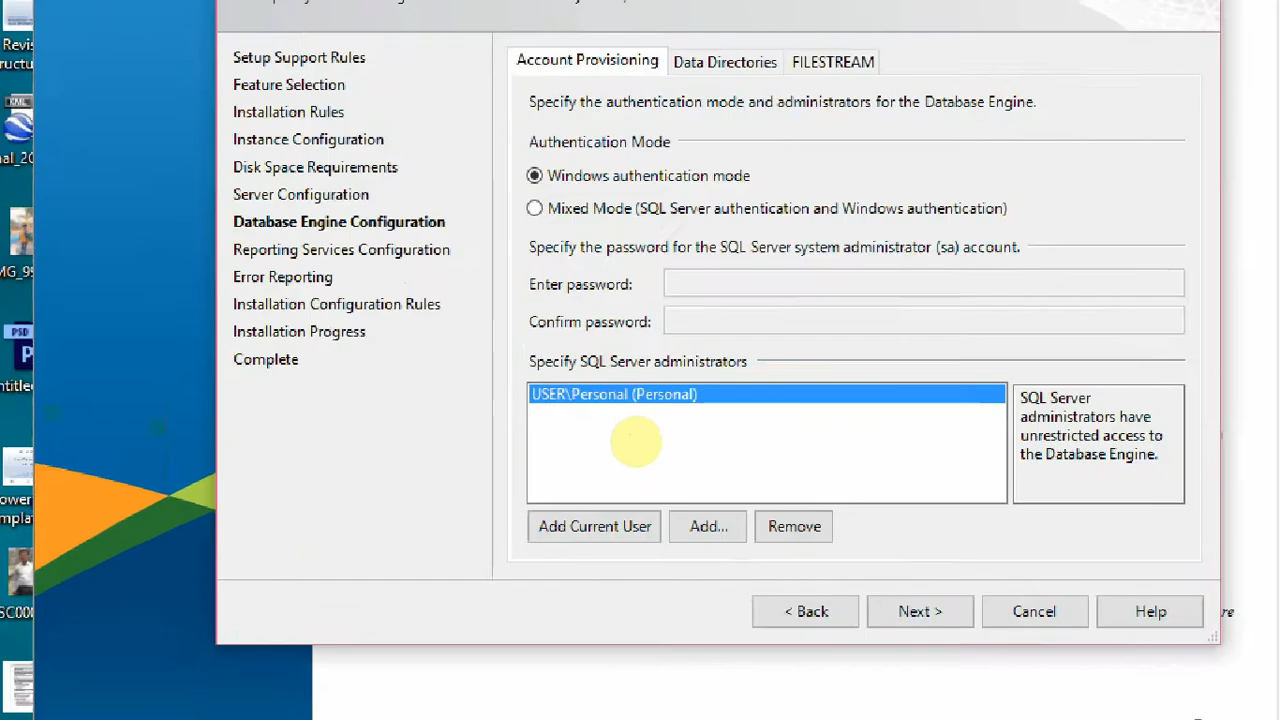 Setup Support Rules
Feature Selection
Installation Rules
Instance Configuration
Disk Space Requirements
Server Configuration
Database Engine Configuration
Reporting Services Configuration
Error Reporting
Installation Configuration Rules
Installation Progress
Complete
Account Provisioning
Data Directories
FILESTREAM
Specify the authentication mode and administrators for the Database Engine.
Authentication Mode
Windows authentication mode
Mixed Mode (SQL Server authentication and Windows authentication)
Specify the password for the SQL Server system administrator (sa) account.
Enter password:
Confirm password:
Specify SQL Server administrators
USER\Personal (Personal)
SQL Server
administrators have
unrestricted access to
the Database Engine.
Add Current User
Add...
Remove
< Back
Next >
Cancel
Help
KML
PSD